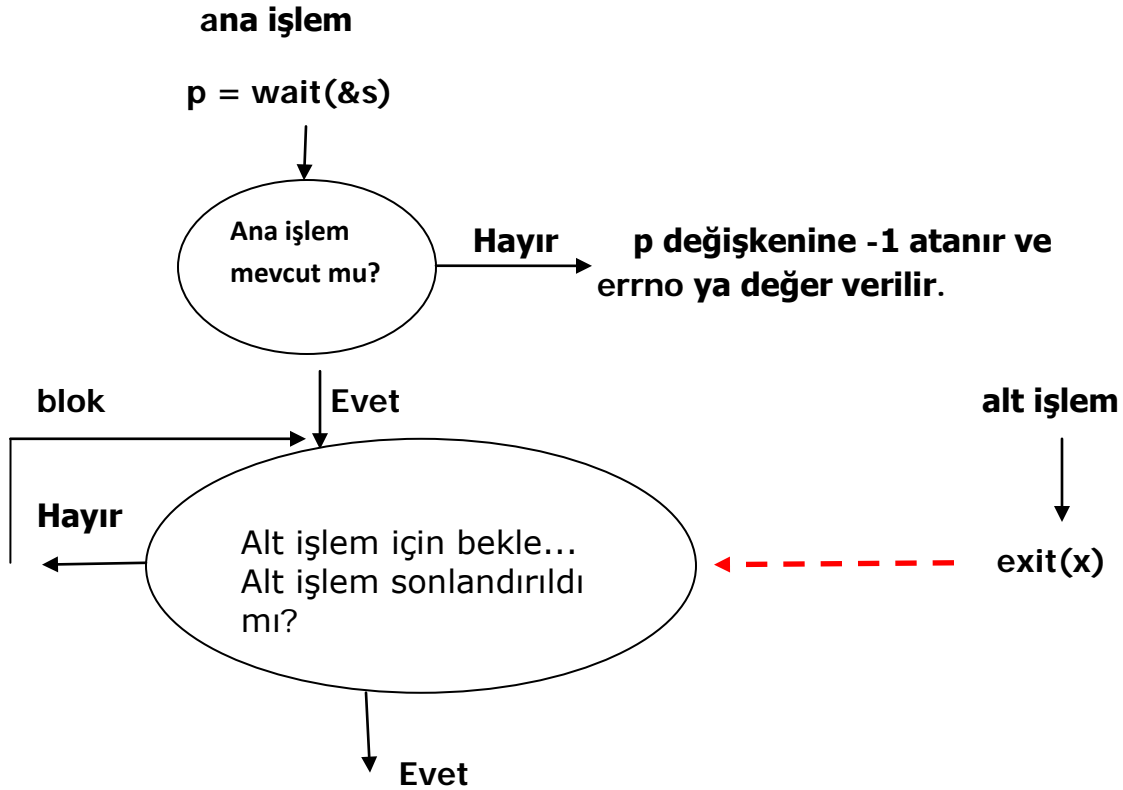 ana işlem
p = wait(&s)
Ana işlem
mevcut mu?
Hayır
p değişkenine -1 atanır ve
errno ya değer verilir.
blok
Evet
alt işlem
Hayır
Alt işlem için bekle...
Alt işlem sonlandırıldı
mı?
exit(x)
Evet